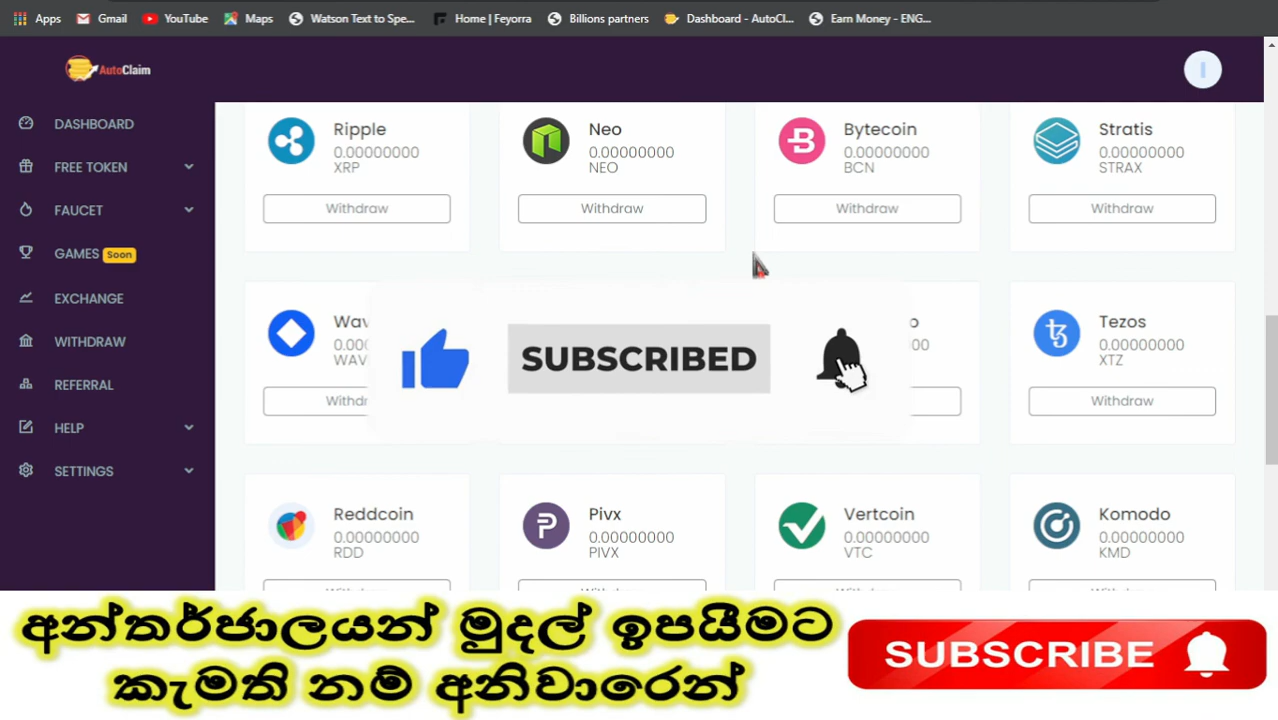 Apps Gmail YouTube Maps Watson Text to Spe... Home | Feyorra Billions partners Dashboard - AutoCl... Earn Money - ENG...
AutoClaim
DASHBOARD
FREE TOKEN
FAUCET
GAMES Soon
EXCHANGE
WITHDRAW
REFERRAL
HELP
SETTINGS
Ripple
0.00000000
XRP
Withdraw
Neo
0.00000000
NEO
Withdraw
Bytecoin
0.00000000
BCN
Withdraw
Stratis
0.00000000
STRAX
Withdraw
Tezos
0.00000000
XTZ
Withdraw
SUBSCRIBED
Reddcoin
0.00000000
RDD
Pivx
0.00000000
PIVX
Vertcoin
0.00000000
VTC
Komodo
0.00000000
KMD
අන්තර්ජාලයන් මුදල් ඉපයීමට
කැමති නම් අනිවාරෙන්
SUBSCRIBE